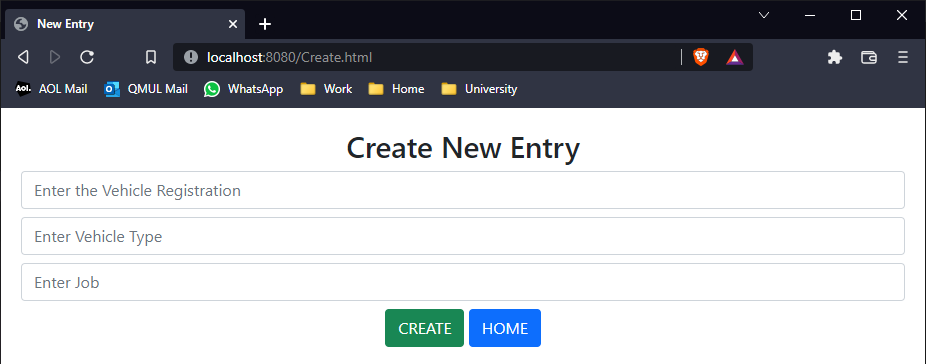 New Entry
localhost:8080/Create.html
Aol. AOL Mail QMUL Mail WhatsApp Work Home University
Create New Entry
Enter the Vehicle Registration
Enter Vehicle Type
Enter Job
CREATE HOME